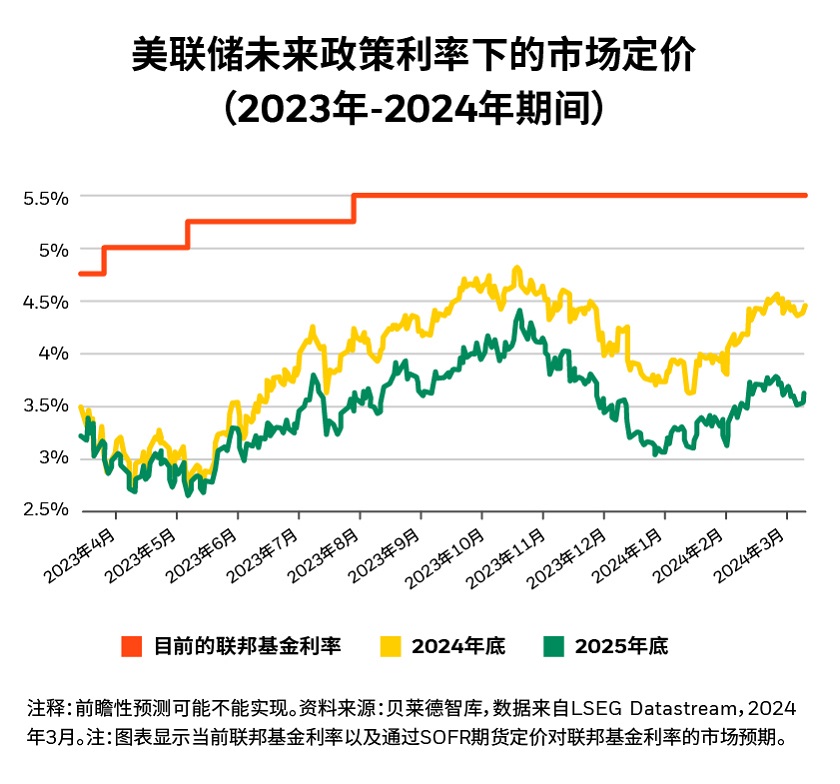 美联储未来政策利率下的市场定价
（2023年-2024年期间）
5.5%
5%
4.5%
4%
3.5%
3%
2.5%
2023年4月
2023年5月
2023年6月
2023年7月
2023年8月
2023年9月
2023年10月
2023年11月
2023年12月
2024年1月
2024年2月
2024年3月
目前的联邦基金利率
2024年底
2025年底
注释：前瞻性预测可能不能实现。资料来源：贝莱德智库，数据来自LSEG Datastream，2024
年3月。注：图表显示当前联邦基金利率以及通过SOFR期货定价对联邦基金利率的市场预期。